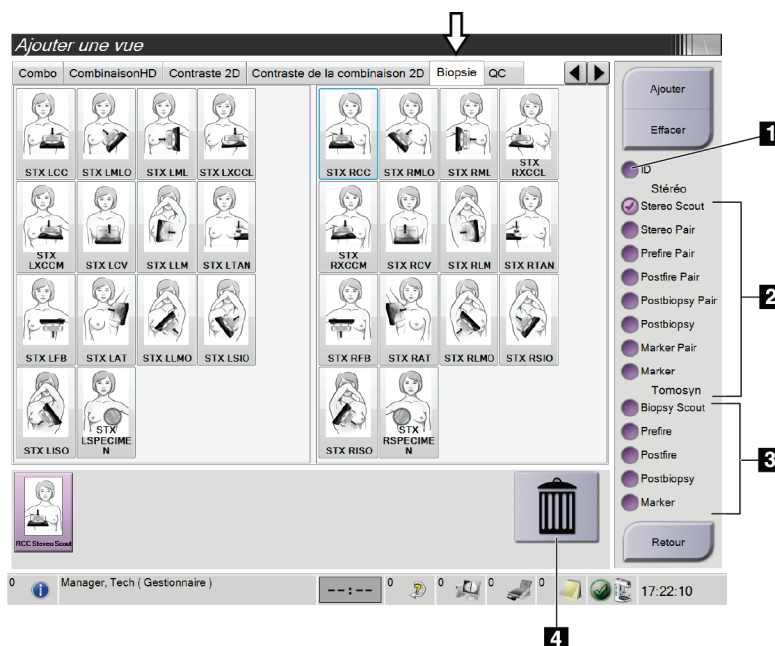 Ajouter une vue
Combo CombinaisonHD Contraste 2D Contraste de la combinaison 2D Biopsie QC
STX LCC STX LMLO STX LML STX LXCCL
STX
LXCCM STX LCV STX LLM STX LTAN
STX LFB STX LAT STX LLMO STX LSIO
STX LISO STX
LSPECIME
N
STX RCC STX RMLO STX RML STX
RXCCL
STX
RXCCM STX RCV STX RLM STX RTAN
STX RFB STX RAT STX RLMO STX RSIO
STX RISO STX
RSPECIME
N
Ajouter
Effacer
1
ID
Stéréo
Stereo Scout
Stereo Pair
Prefire Pair
Postfire Pair
Postbiopsy Pair
2
Postbiopsy
Marker Pair
Marker
Tomosyn
Biopsy Scout
Prefire
Postfire
3
Postbiopsy
Marker
Retour
RCC Stereo Scout
0 Manager, Tech ( Gestionnaire ) --:-- 0 0 0 0 17:22:10
4